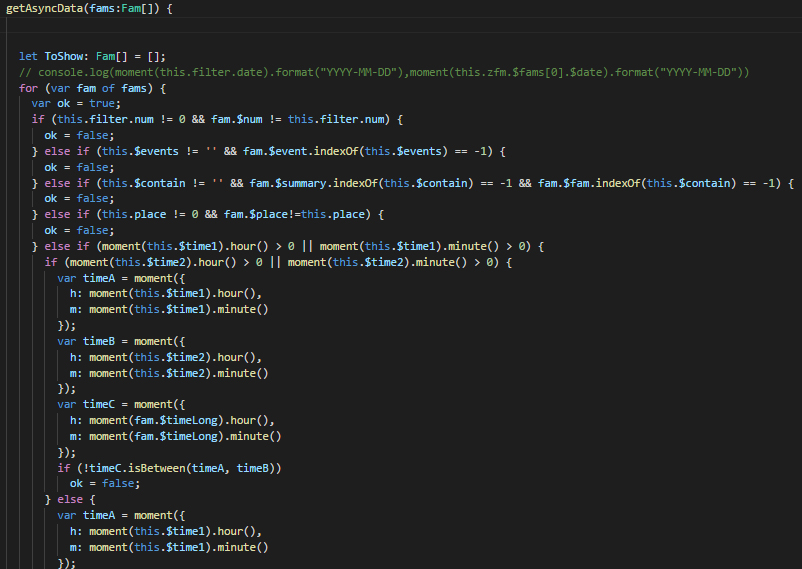 getAsyncData(fams:Fam[]) {
let ToShow: Fam[] = [];
// console.log(moment(this.filter.date).format("YYYY-MM-DD"),moment(this.zfm.$fams[0].$date).format("YYYY-MM-DD"))
for (var fam of fams) {
var ok = true;
if (this.filter.num != 0 && fam.$num != this.filter.num) {
ok = false;
} else if (this.$events != '' && fam.$event.indexOf(this.$events) == -1) {
ok = false;
} else if (this.$contain != '' && fam.$summary.indexOf(this.$contain) == -1 && fam.$fam.indexOf(this.$contain) == -1) {
ok = false;
} else if (this.place != 0 && fam.$place!=this.place) {
ok = false;
} else if (moment(this.$time1).hour() > 0 || moment(this.$time1).minute() > 0) {
if (moment(this.$time2).hour() > 0 || moment(this.$time2).minute() > 0) {
var timeA = moment({
h: moment(this.$time1).hour(),
m: moment(this.$time1).minute()
});
var timeB = moment({
h: moment(this.$time2).hour(),
m: moment(this.$time2).minute()
});
var timeC = moment({
h: moment(fam.$timeLong).hour(),
m: moment(fam.$timeLong).minute()
});
if (!timeC.isBetween(timeA, timeB))
ok = false;
} else {
var timeA = moment({
h: moment(this.$time1).hour(),
m: moment(this.$time1).minute()
});